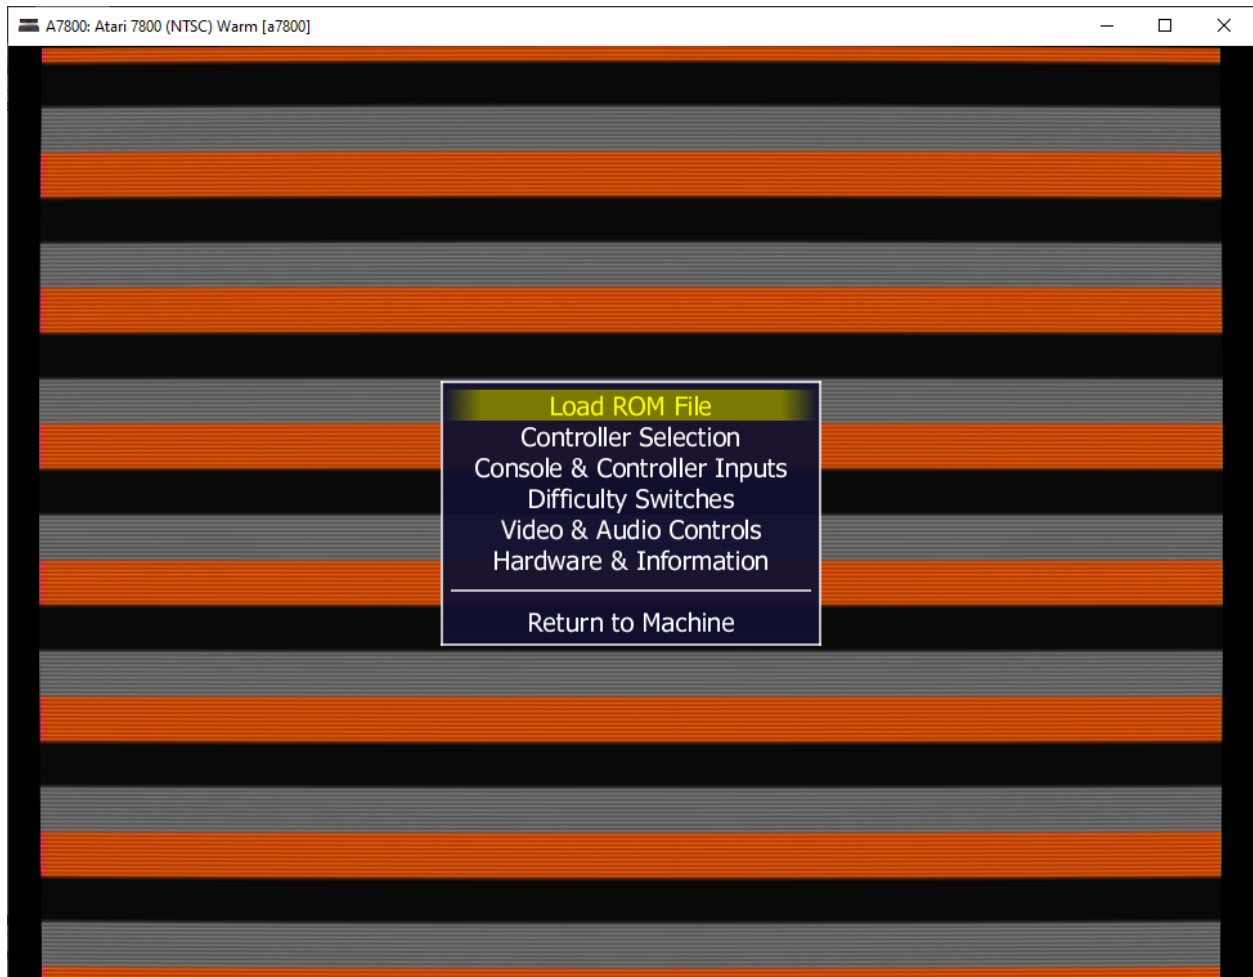 A7800: Atari 7800 (NTSC) Warm [a7800]
Load ROM File
Controller Selection
Console & Controller Inputs
Difficulty Switches
Video & Audio Controls
Hardware & Information
Return to Machine